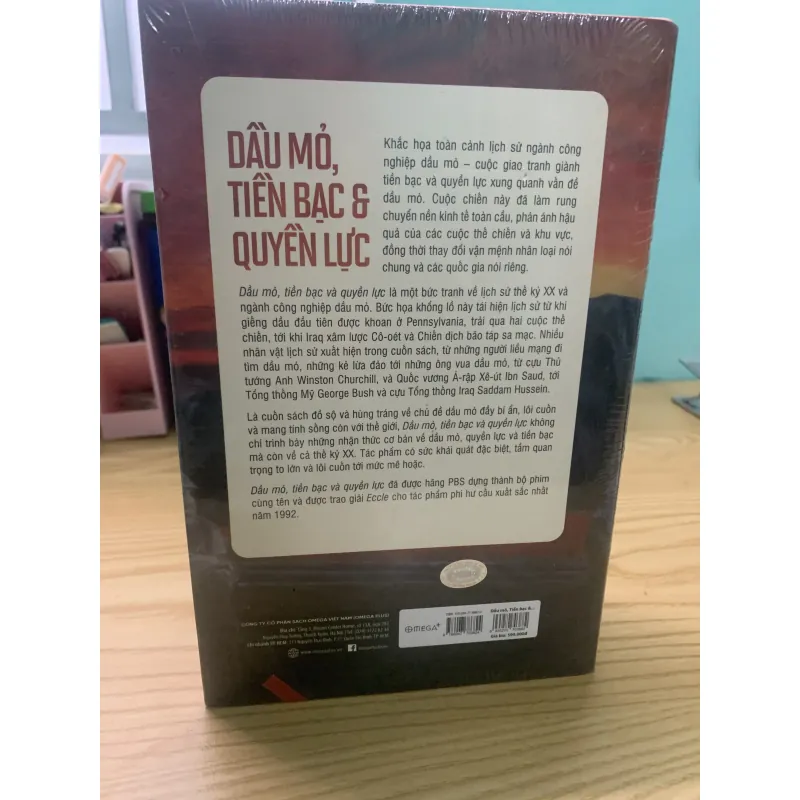 DẦU MỎ,
TIỀN BẠC &
QUYỀN LỰC
Khắc họa toàn cảnh lịch sử ngành công
nghiệp dầu mỏ – cuộc giao tranh giành
tiền bạc và quyền lực xung quanh vấn đề
dầu mỏ. Cuộc chiến này đã làm rung
chuyển nền kinh tế toàn cầu, phản ánh hậu
quả của các cuộc thế chiến và khu vực,
đồng thời thay đổi vận mệnh nhân loại nói
chung và các quốc gia nói riêng.
Dầu mỏ, tiền bạc và quyền lực là một bức tranh về lịch sử thế kỷ XX và
ngành công nghiệp dầu mỏ. Bức họa khổng lồ này tái hiện lịch sử từ khi
giếng dầu đầu tiên được khoan ở Pennsylvania, trải qua hai cuộc thế
chiến, tới khi Iraq xâm lược Cô-oét và Chiến dịch bão táp sa mạc. Nhiều
nhân vật lịch sử xuất hiện trong cuốn sách, từ những người liều mạng đi
tìm dầu mỏ, những kẻ lừa đảo tới những ông vua dầu mỏ, từ cựu Thủ
tướng Anh Winston Churchill, và Quốc vương Ả-rập Xê-út Ibn Saud, tới
Tổng thống Mỹ George Bush và cựu Tổng thống Iraq Saddam Hussein.
Là cuốn sách đồ sộ và hùng tráng về chủ đề dầu mỏ đầy bí ẩn, lôi cuốn
và mang tính sống còn với thế giới, Dầu mỏ, tiền bạc và quyền lực không
chỉ trình bày những nhận thức cơ bản về dầu mỏ, quyền lực và tiền bạc
mà còn về cả thế kỷ XX. Tác phẩm có sức khái quát đặc biệt, tầm quan
trọng to lớn và lôi cuốn tới mức mê hoặc.
Dầu mỏ, tiền bạc và quyền lực đã được hãng PBS dựng thành bộ phim
cùng tên và được trao giải Eccle cho tác phẩm phi hư cấu xuất sắc nhất
năm 1992.
CÔNG TY CỔ PHẦN SÁCH OMEGA VIỆT NAM (OMEGA PLUS)
OMEGA+
Dầu mỏ, Tiền bạc &...